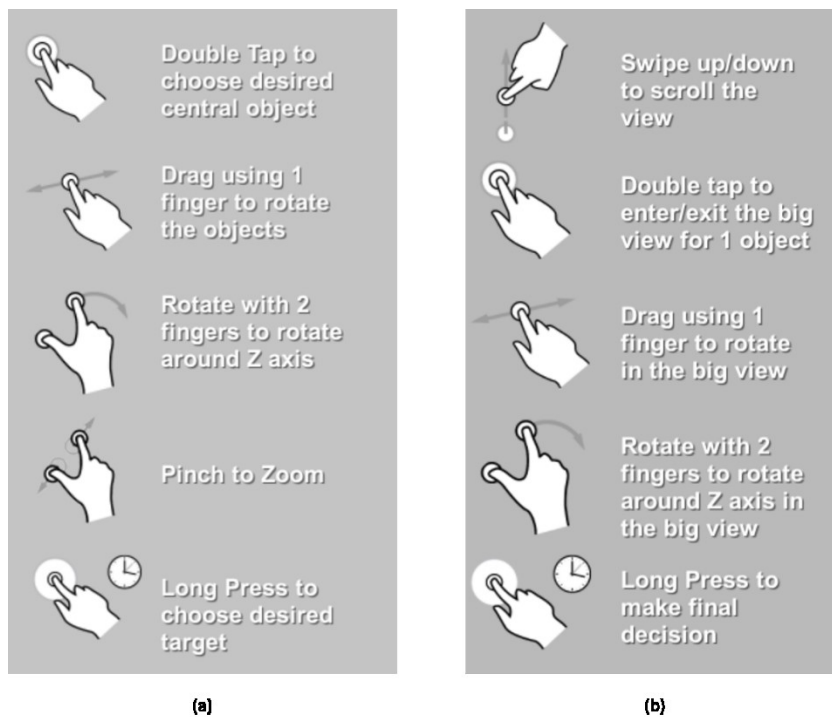 Double Tap to
choose desired
central object
Drag using 1
finger to rotate
the objects
Rotate with 2
fingers to rotate
around Z axis
Pinch to Zoom
Long Press to
choose desired
target
(a)
Swipe up/down
to scroll the
view
Double tap to
enter/exit the big
view for 1 object
Drag using 1
finger to rotate
in the big view
Rotate with 2
fingers to rotate
around Z axis in
the big view
Long Press to
make final
decision
(b)